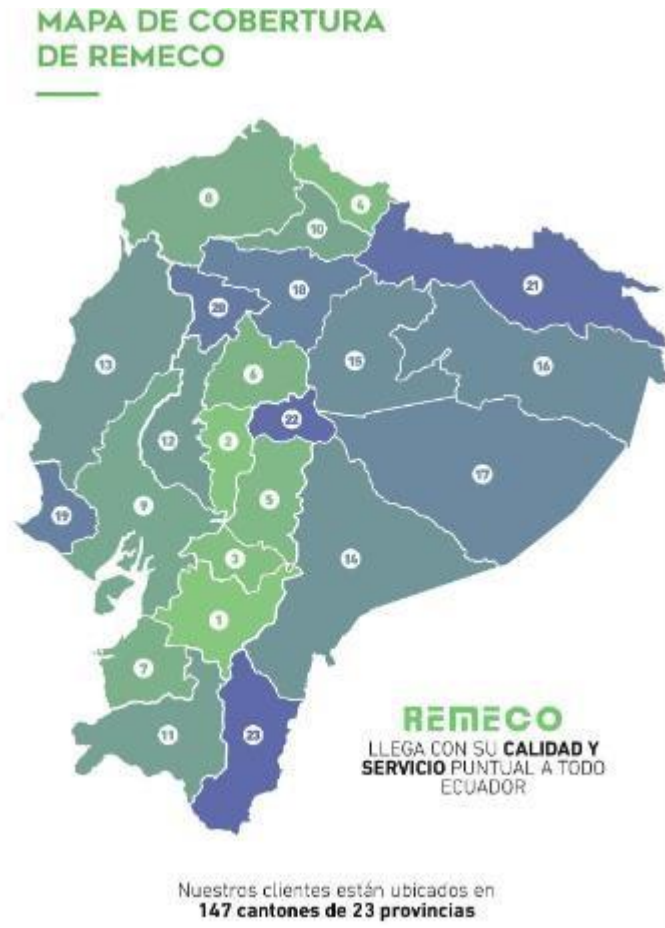 MAPA DE COBERTURA
DE REMECO
8
4
10
21
18
20
13
15
16
6
22
2
12
17
5
9
19
3
14
1
7
11
23
REMECO
LLEGA CON SU CALIDAD Y
SERVICIO PUNTUAL A TODO
ECUADOR
Nuestros clientes están ubicados en
147 cantones de 23 provincias